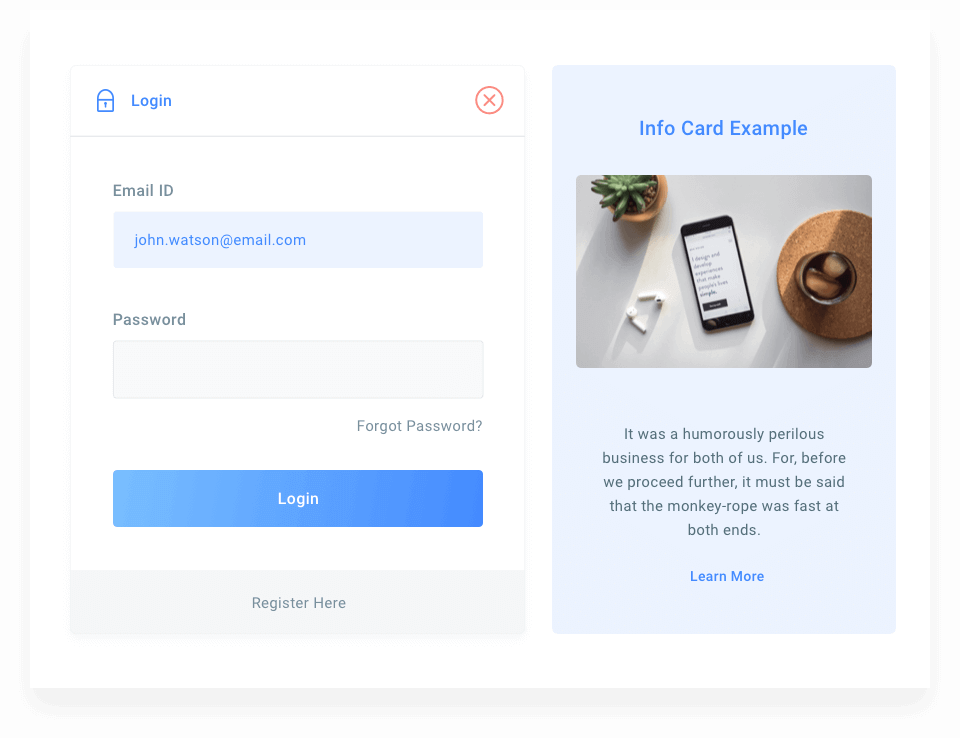 Login
Email ID
john.watson@email.com
Password
Forgot Password?
Login
Register Here
Info Card Example
I design and
develop
experiences
that make
people's lives
simple.
It was a humorously perilous
business for both of us. For, before
we proceed further, it must be said
that the monkey-rope was fast at
both ends.
Learn More